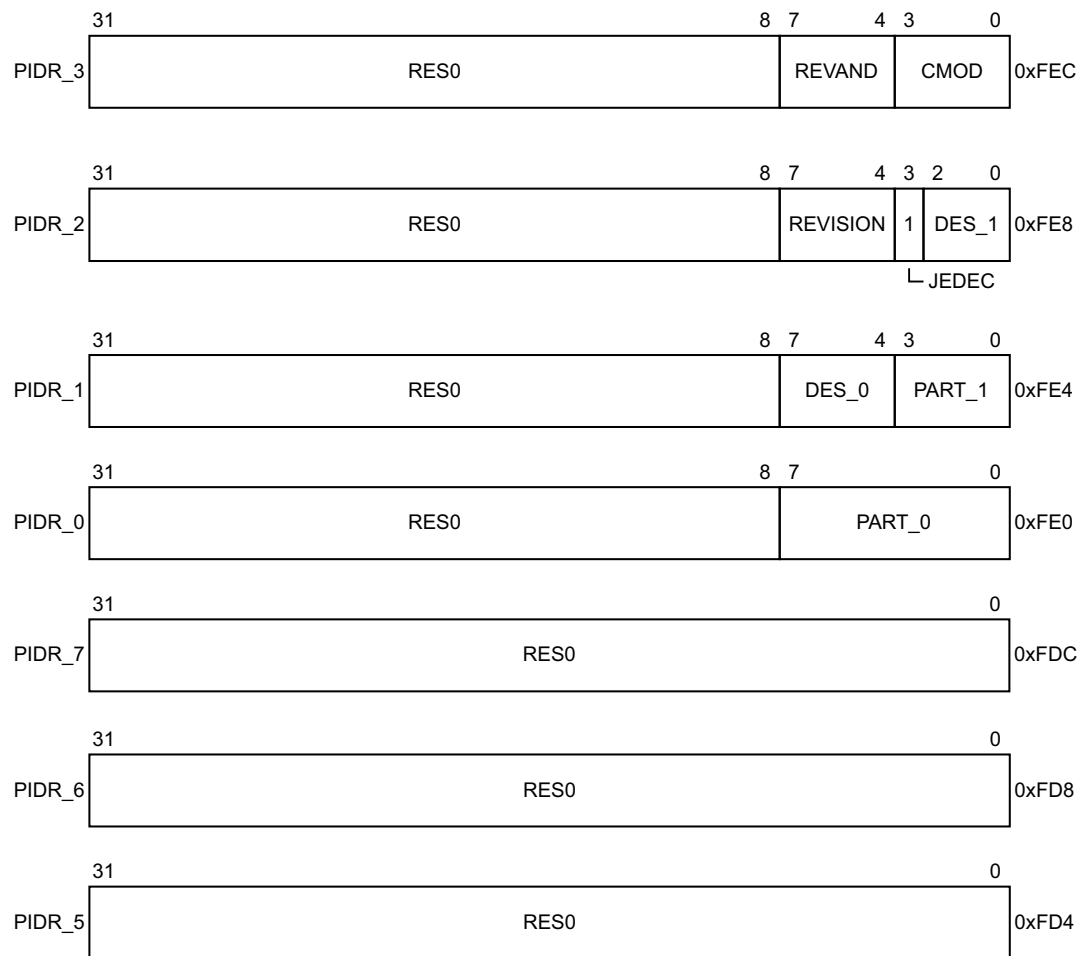 31 8 7 4 3 0
PIDR_3 RES0 REVAND CMOD 0xFEC
31 8 7 4 3 2 0
PIDR_2 RES0 REVISION 1 DES_1 0xFE8
JEDEC
31 8 7 4 3 0
PIDR_1 RES0 DES_0 PART_1 0xFE4
31 8 7 0
PIDR_0 RES0 PART_0 0xFE0
31 0
PIDR_7 RES0 0xFDC
31 0
PIDR_6 RES0 0xFD8
31 0
PIDR_5 RES0 0xFD4